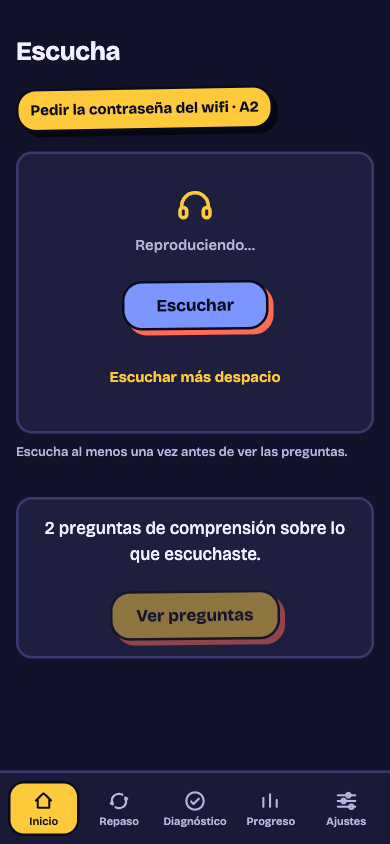 Escucha
Pedir la contraseña del wifi · A2
Reproduciendo...
Escuchar
Escuchar más despacio
Escucha al menos una vez antes de ver las preguntas.
2 preguntas de comprensión sobre lo
que escuchaste.
Ver preguntas
Inicio
Repaso
Diagnóstico
Progreso
Ajustes